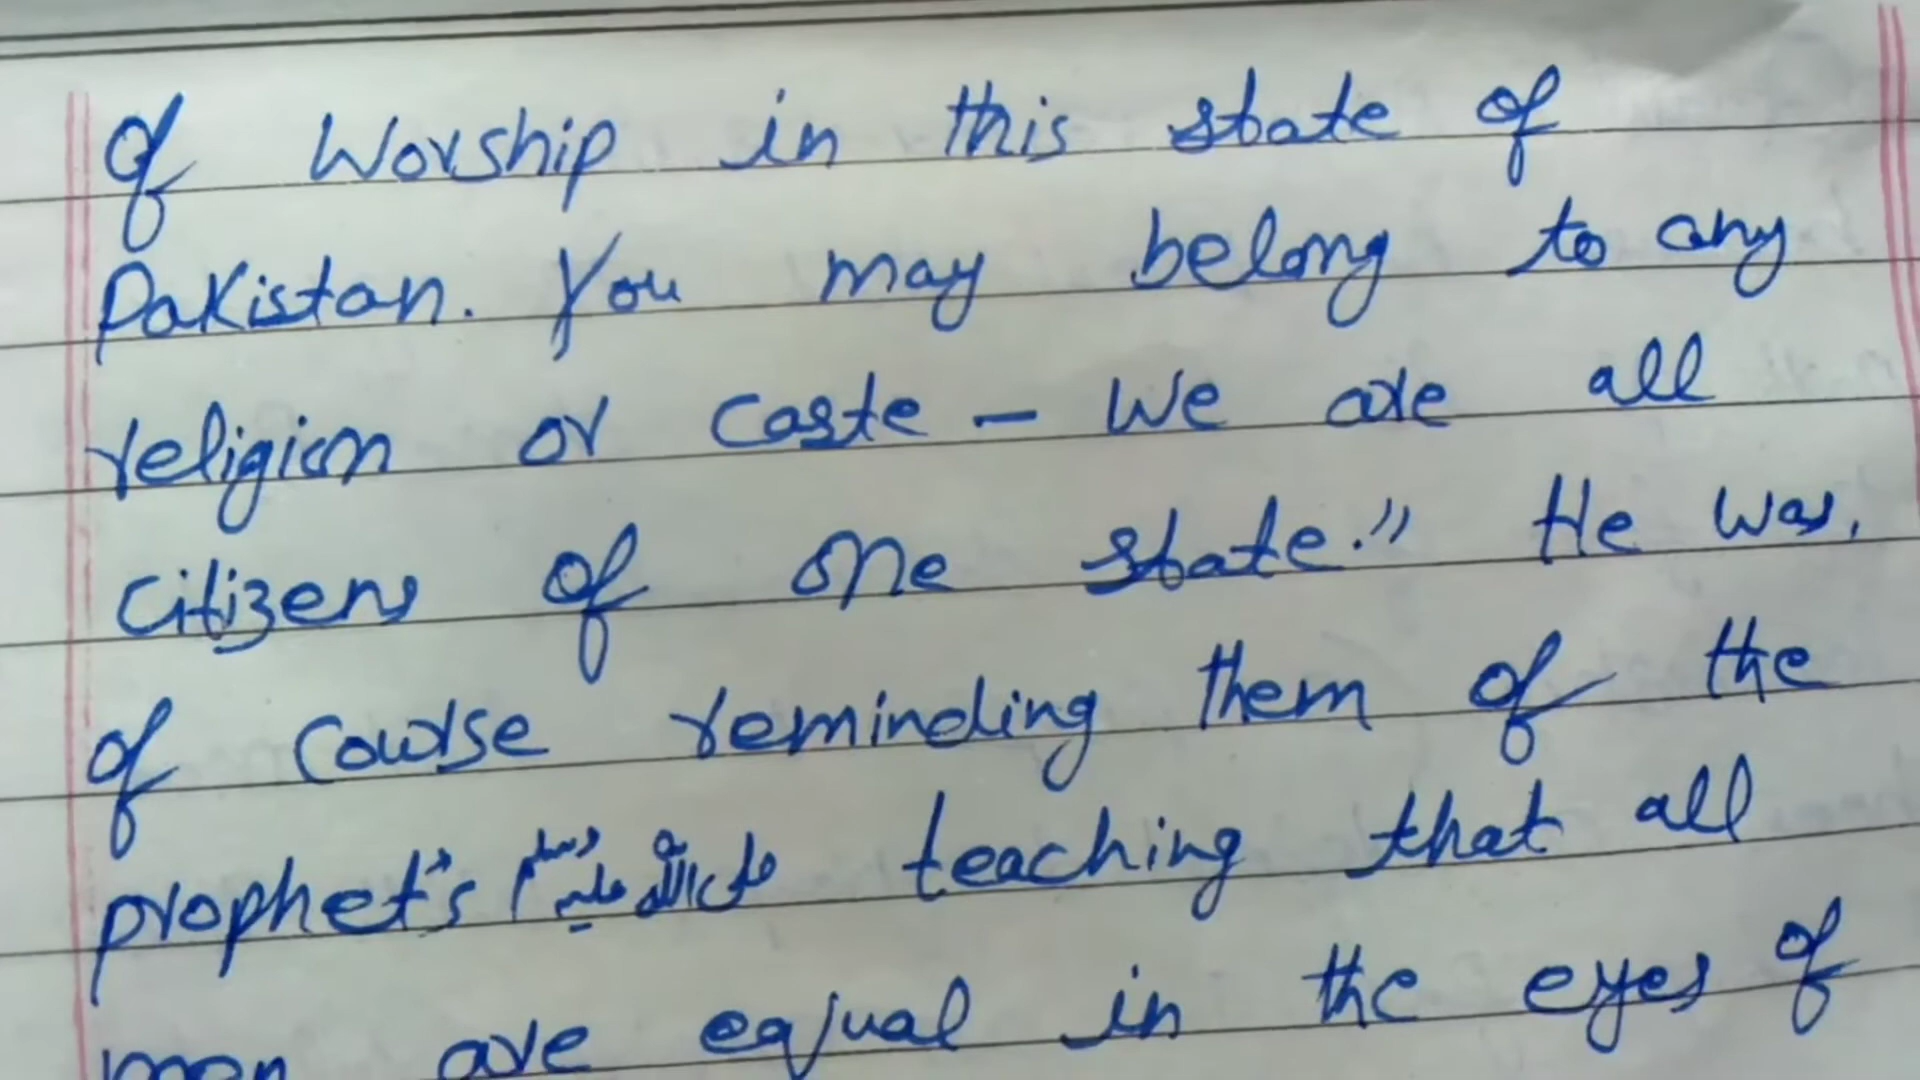 of Worship in this state of
Pakistan. You may belong to any
religion or caste – We are all
citizens of one state." He was,
of course reminding them of the
prophet's صلی اللہ علیہ وسلم teaching that all
men are equal in the eyes of